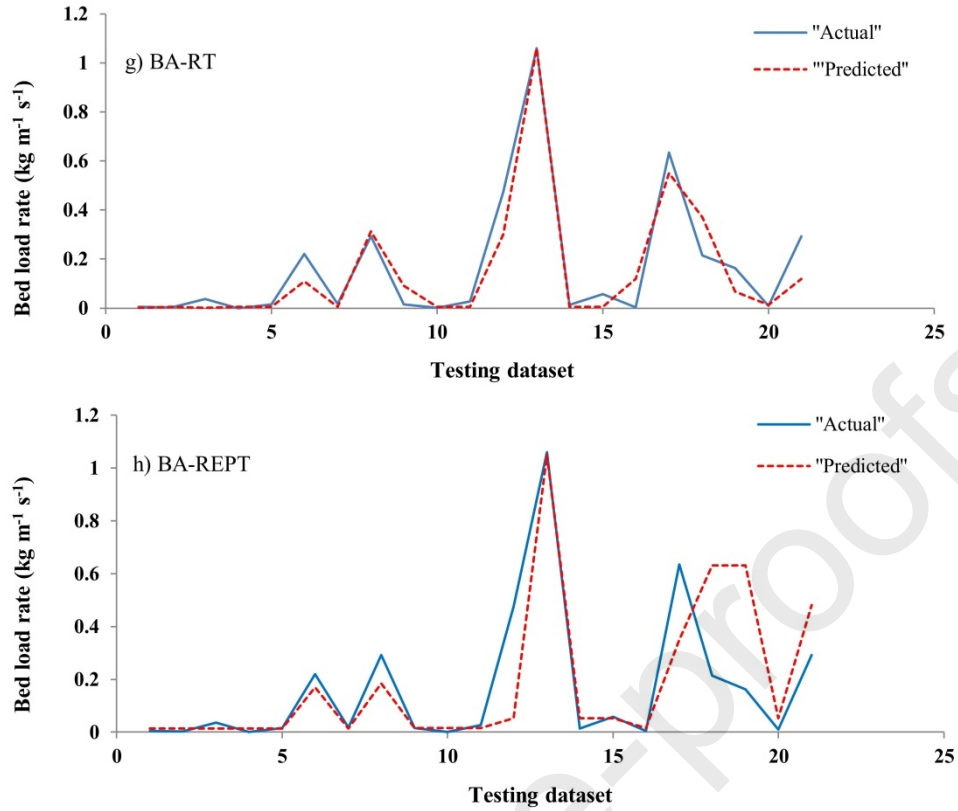 1.2
1
0.8
0.6
0.4
0.2
0
0
5
10
15
20
25
Bed load rate (kg m⁻¹ s⁻¹)
g) BA-RT
"Actual"
"'Predicted"
Testing dataset
1.2
1
0.8
0.6
0.4
0.2
0
0
5
10
15
20
25
Bed load rate (kg m⁻¹ s⁻¹)
h) BA-REPT
"Actual"
"Predicted"
Testing dataset
e-proofs